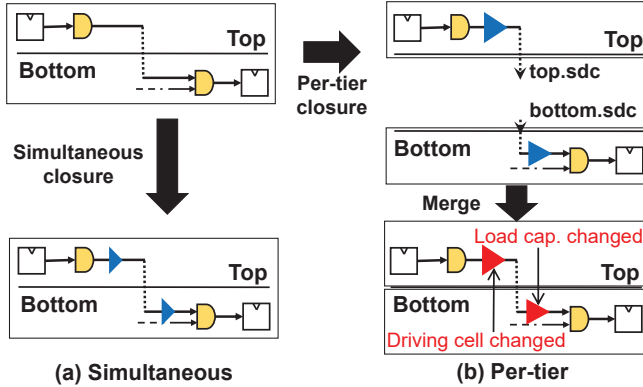 Top
Bottom
Per-tier
closure
Top
top.sdc
bottom.sdc
Bottom
Simultaneous
closure
Merge
Load cap. changed
Top
Bottom
Top
Bottom
Driving cell changed
(a) Simultaneous
(b) Per-tier